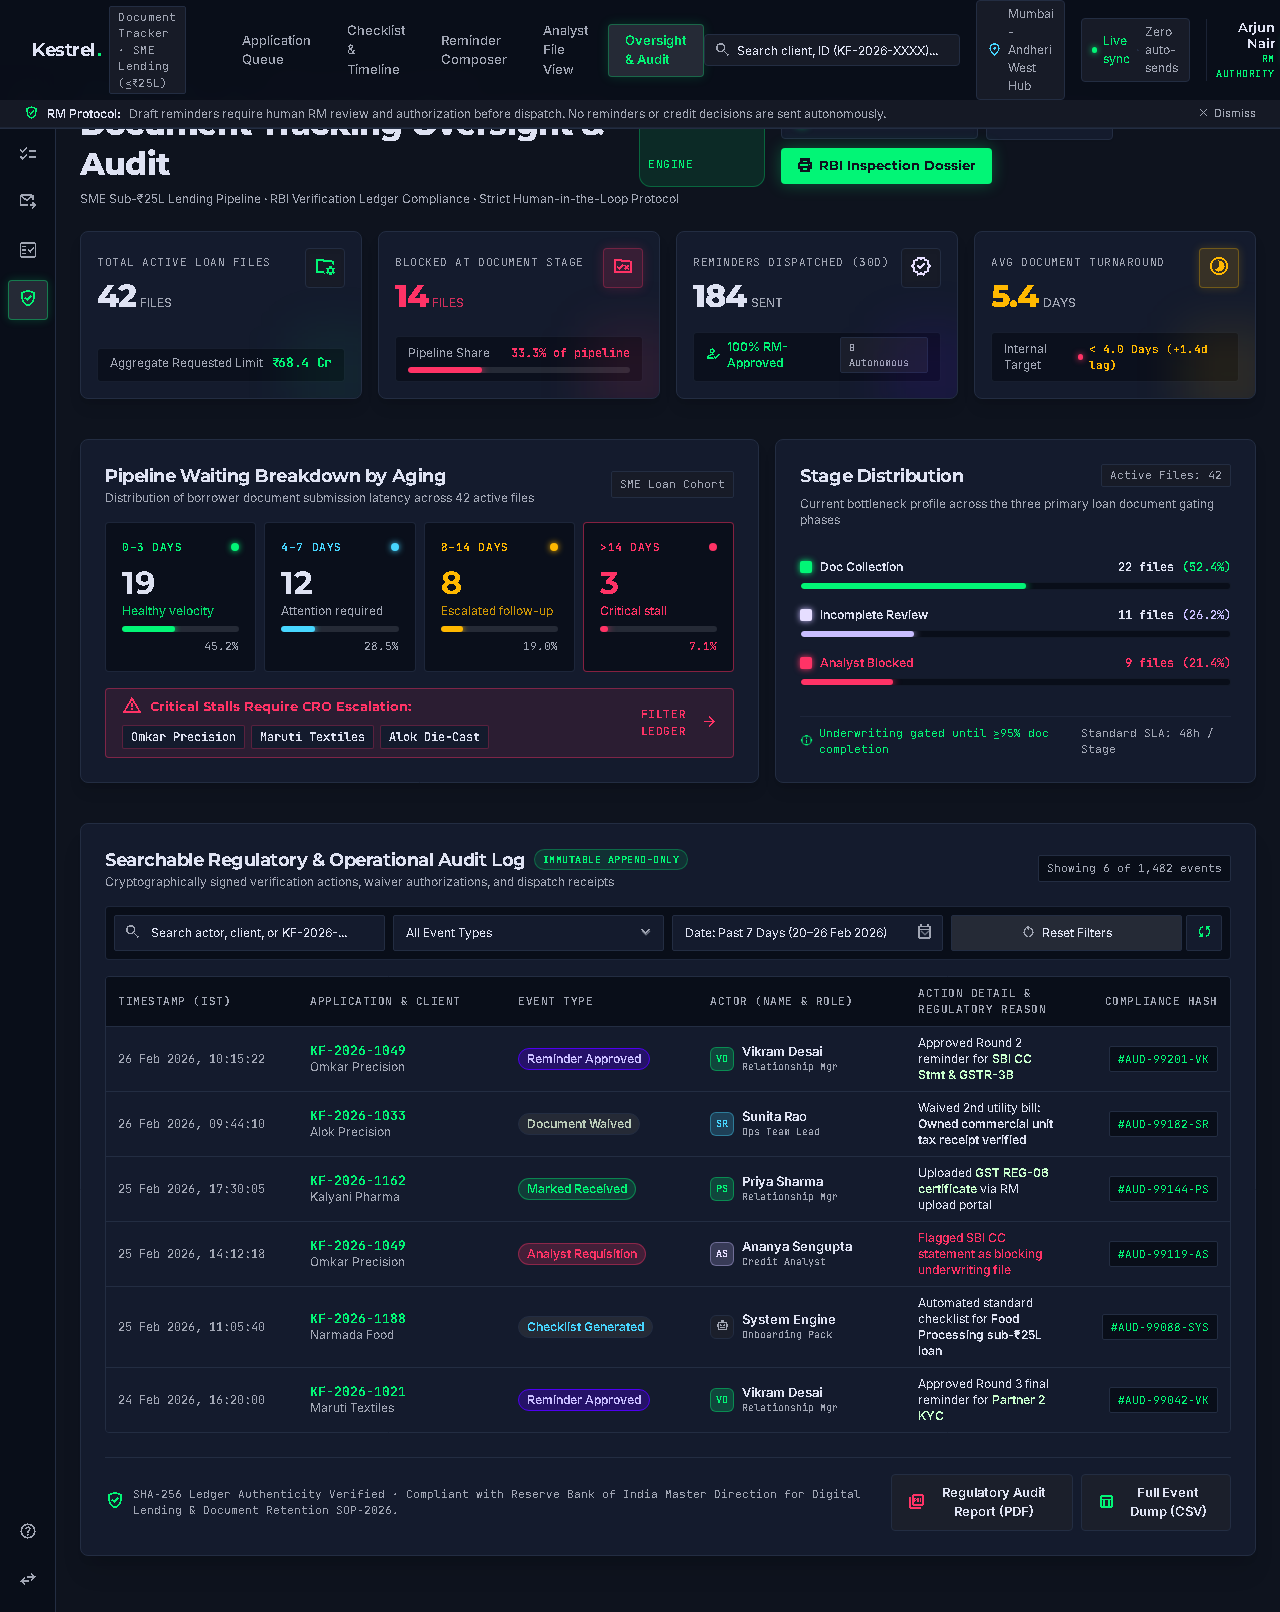 Kestrel.
Document
Tracker
· SME
Lending
(≤₹25L)
Application
Queue
Checklist
&
Timeline
Reminder
Composer
Analyst
File
View
Oversight
& Audit
Search client, ID (KF-2026-XXXX)...
Mumbai
-
Andheri
West
Hub
Live
sync
Zero
auto-
sends
Arjun
Nair
RM
AUTHORITY
RM Protocol: Draft reminders require human RM review and authorization before dispatch. No reminders or credit decisions are sent autonomously.
Dismiss
Document Tracking Oversight &
Audit
ENGINE
RBI Inspection Dossier
SME Sub-₹25L Lending Pipeline · RBI Verification Ledger Compliance · Strict Human-in-the-Loop Protocol
TOTAL ACTIVE LOAN FILES
42 FILES
Aggregate Requested Limit ₹68.4 Cr
BLOCKED AT DOCUMENT STAGE
14 FILES
Pipeline Share 33.3% of pipeline
REMINDERS DISPATCHED (30D)
184 SENT
100% RM-
Approved
0
Autonomous
AVG DOCUMENT TURNAROUND
5.4 DAYS
Internal
Target
< 4.0 Days (+1.4d
lag)
Pipeline Waiting Breakdown by Aging
Distribution of borrower document submission latency across 42 active files
SME Loan Cohort
0-3 DAYS
19
Healthy velocity
45.2%
4-7 DAYS
12
Attention required
28.5%
8-14 DAYS
8
Escalated follow-up
19.0%
>14 DAYS
3
Critical stall
7.1%
Critical Stalls Require CRO Escalation:
Omkar Precision
Maruti Textiles
Alok Die-Cast
FILTER
LEDGER
Stage Distribution
Active Files: 42
Current bottleneck profile across the three primary loan document gating
phases
Doc Collection 22 files (52.4%)
Incomplete Review 11 files (26.2%)
Analyst Blocked 9 files (21.4%)
Underwriting gated until ≥95% doc
completion
Standard SLA: 48h /
Stage
Searchable Regulatory & Operational Audit Log
IMMUTABLE APPEND-ONLY
Cryptographically signed verification actions, waiver authorizations, and dispatch receipts
Showing 6 of 1,482 events
Search actor, client, or KF-2026-...
All Event Types
Date: Past 7 Days (20–26 Feb 2026)
Reset Filters
TIMESTAMP (IST)
APPLICATION & CLIENT
EVENT TYPE
ACTOR (NAME & ROLE)
ACTION DETAIL &
REGULATORY REASON
COMPLIANCE HASH
26 Feb 2026, 10:15:22
KF-2026-1049
Omkar Precision
Reminder Approved
VD
Vikram Desai
Relationship Mgr
Approved Round 2
reminder for SBI CC
Stmt & GSTR-3B
#AUD-99201-VK
26 Feb 2026, 09:44:10
KF-2026-1033
Alok Precision
Document Waived
SR
Sunita Rao
Ops Team Lead
Waived 2nd utility bill:
Owned commercial unit
tax receipt verified
#AUD-99182-SR
25 Feb 2026, 17:30:05
KF-2026-1162
Kalyani Pharma
Marked Received
PS
Priya Sharma
Relationship Mgr
Uploaded GST REG-06
certificate via RM
upload portal
#AUD-99144-PS
25 Feb 2026, 14:12:18
KF-2026-1049
Omkar Precision
Analyst Requisition
AS
Ananya Sengupta
Credit Analyst
Flagged SBI CC
statement as blocking
underwriting file
#AUD-99119-AS
25 Feb 2026, 11:05:40
KF-2026-1188
Narmada Food
Checklist Generated
System Engine
Onboarding Pack
Automated standard
checklist for Food
Processing sub-₹25L
loan
#AUD-99088-SYS
24 Feb 2026, 16:20:00
KF-2026-1021
Maruti Textiles
Reminder Approved
VD
Vikram Desai
Relationship Mgr
Approved Round 3 final
reminder for Partner 2
KYC
#AUD-99042-VK
SHA-256 Ledger Authenticity Verified · Compliant with Reserve Bank of India Master Direction for Digital
Lending & Document Retention SOP-2026.
Regulatory Audit
Report (PDF)
Full Event
Dump (CSV)